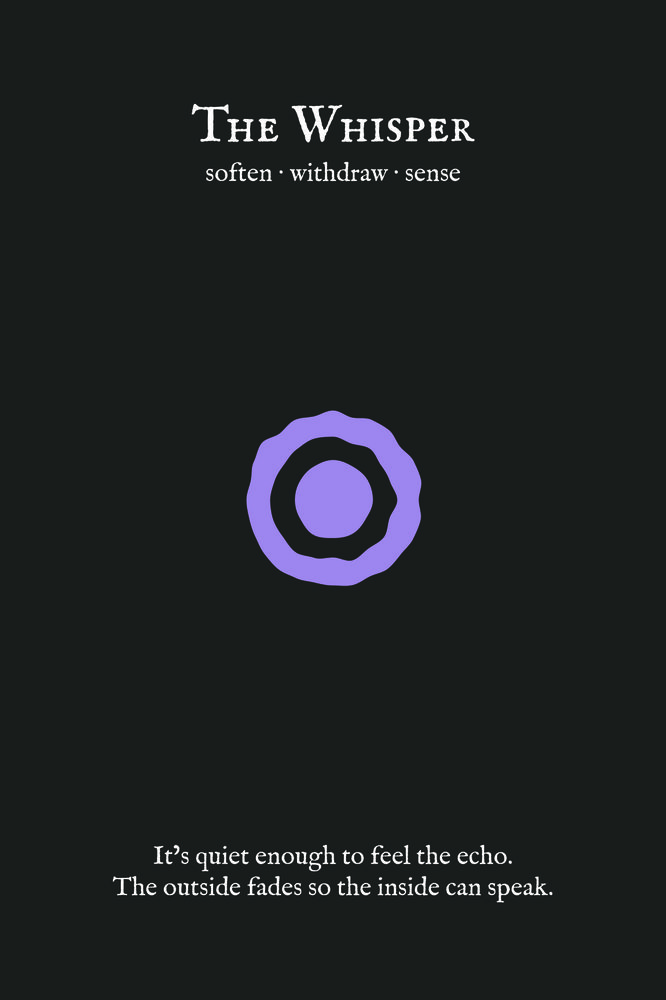 The Whisper
soften · withdraw · sense
It’s quiet enough to feel the echo.
The outside fades so the inside can speak.